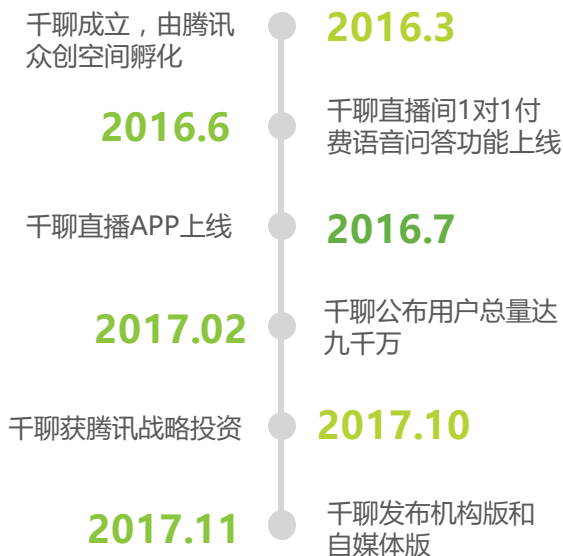 千聊成立，由腾讯
众创空间孵化
2016.3
2016.6
千聊直播间1对1付
费语音问答功能上线
千聊直播APP上线
2016.7
2017.02
千聊公布用户总量达
九千万
千聊获腾讯战略投资
2017.10
2017.11
千聊发布机构版和
自媒体版